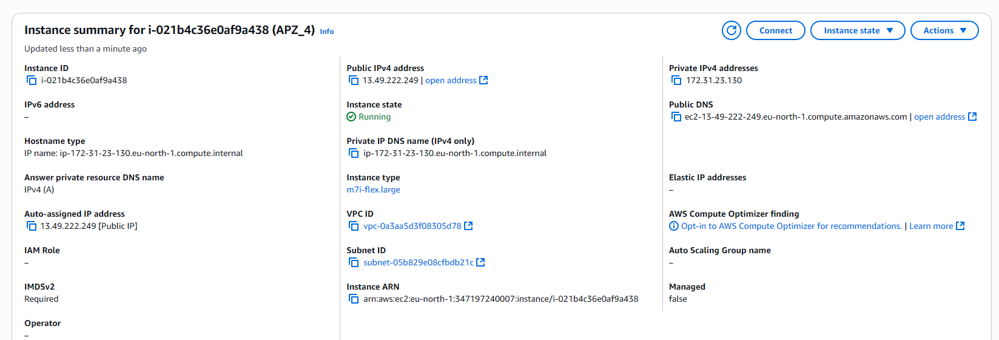 Instance summary for i-021b4c36e0af9a438 (APZ_4) Info
Connect
Instance state
Actions
Updated less than a minute ago
Instance ID
i-021b4c36e0af9a438
Public IPv4 address
13.49.222.249 | open address
Private IPv4 addresses
172.31.23.130
IPv6 address
–
Instance state
Running
Public DNS
ec2-13-49-222-249.eu-north-1.compute.amazonaws.com | open address
Hostname type
IP name: ip-172-31-23-130.eu-north-1.compute.internal
Private IP DNS name (IPv4 only)
ip-172-31-23-130.eu-north-1.compute.internal
Answer private resource DNS name
IPv4 (A)
Instance type
m7i-flex.large
Elastic IP addresses
–
Auto-assigned IP address
13.49.222.249 [Public IP]
VPC ID
vpc-0a3aa5d3f08305d78
AWS Compute Optimizer finding
Opt-in to AWS Compute Optimizer for recommendations. | Learn more
IAM Role
–
Subnet ID
subnet-05b829e08cfbdb21c
Auto Scaling Group name
–
IMDSv2
Required
Instance ARN
arn:aws:ec2:eu-north-1:347197240007:instance/i-021b4c36e0af9a438
Managed
false
Operator
–